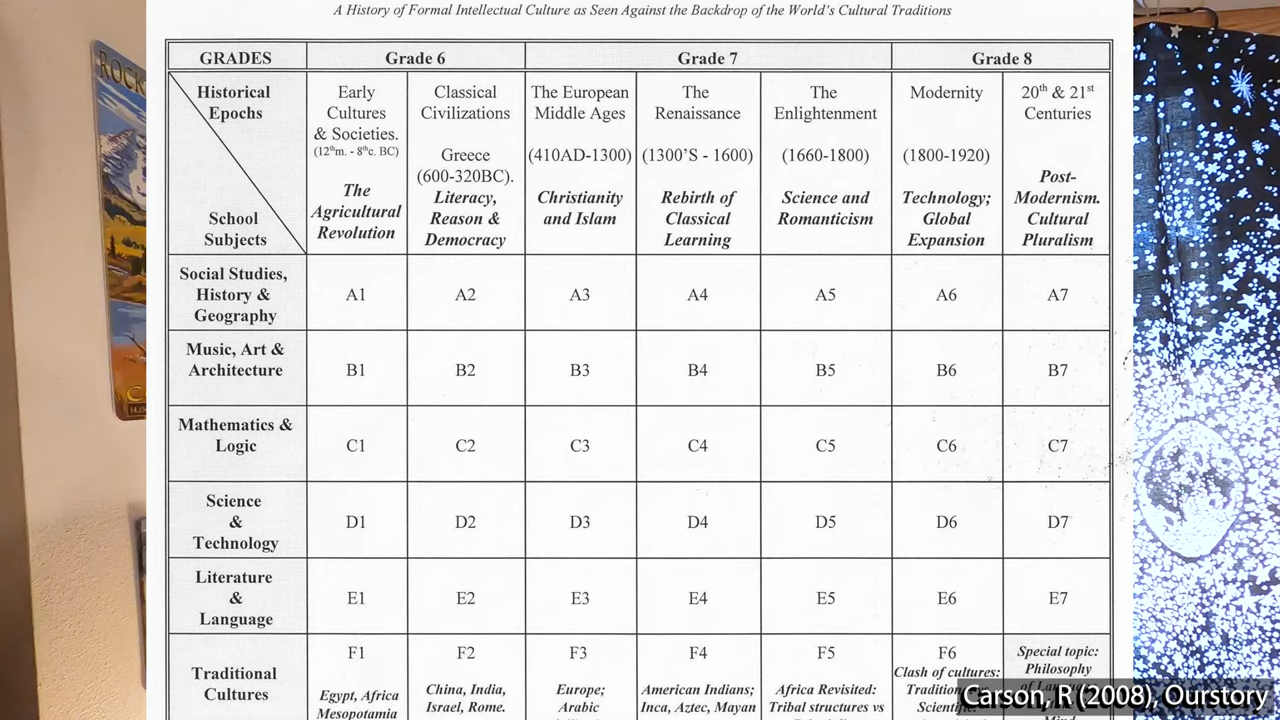 A History of Formal Intellectual Culture as Seen Against the Backdrop of the World's Cultural Traditions
GRADES Grade 6 Grade 7 Grade 8
Historical Epochs
School Subjects
Early Cultures & Societies.
(12thm. - 8thc. BC)
The Agricultural Revolution
Classical Civilizations
Greece
(600-320BC).
Literacy, Reason & Democracy
The European Middle Ages
(410AD-1300)
Christianity and Islam
The Renaissance
(1300'S - 1600)
Rebirth of Classical Learning
The Enlightenment
(1660-1800)
Science and Romanticism
Modernity
(1800-1920)
Technology; Global Expansion
20th & 21st Centuries
Post-Modernism. Cultural Pluralism
Social Studies, History & Geography A1 A2 A3 A4 A5 A6 A7
Music, Art & Architecture B1 B2 B3 B4 B5 B6 B7
Mathematics & Logic C1 C2 C3 C4 C5 C6 C7
Science & Technology D1 D2 D3 D4 D5 D6 D7
Literature & Language E1 E2 E3 E4 E5 E6 E7
Traditional Cultures
F1
Egypt, Africa
Mesopotamia
F2
China, India,
Israel, Rome.
F3
Europe;
Arabic
F4
American Indians;
Inca, Aztec, Mayan
F5
Africa Revisited:
Tribal structures vs
F6
Clash of cultures:
Special topic:
Philosophy
Carson, R (2008), Ourstory
ROCK